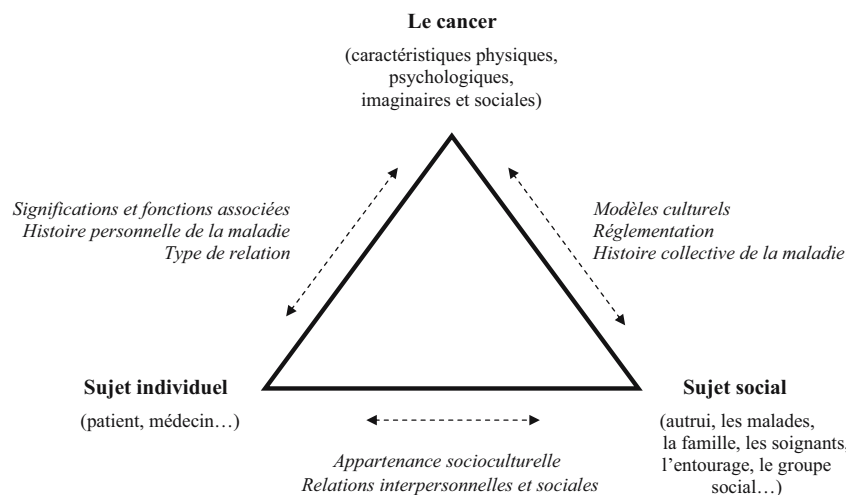 Le cancer
(caractéristiques physiques,
psychologiques,
imaginaires et sociales)
Significations et fonctions associées
Histoire personnelle de la maladie
Type de relation
Modèles culturels
Réglementation
Histoire collective de la maladie
Sujet individuel
(patient, médecin…)
Sujet social
(autrui, les malades,
la famille, les soignants,
l’entourage, le groupe
social…)
Appartenance socioculturelle
Relations interpersonnelles et sociales